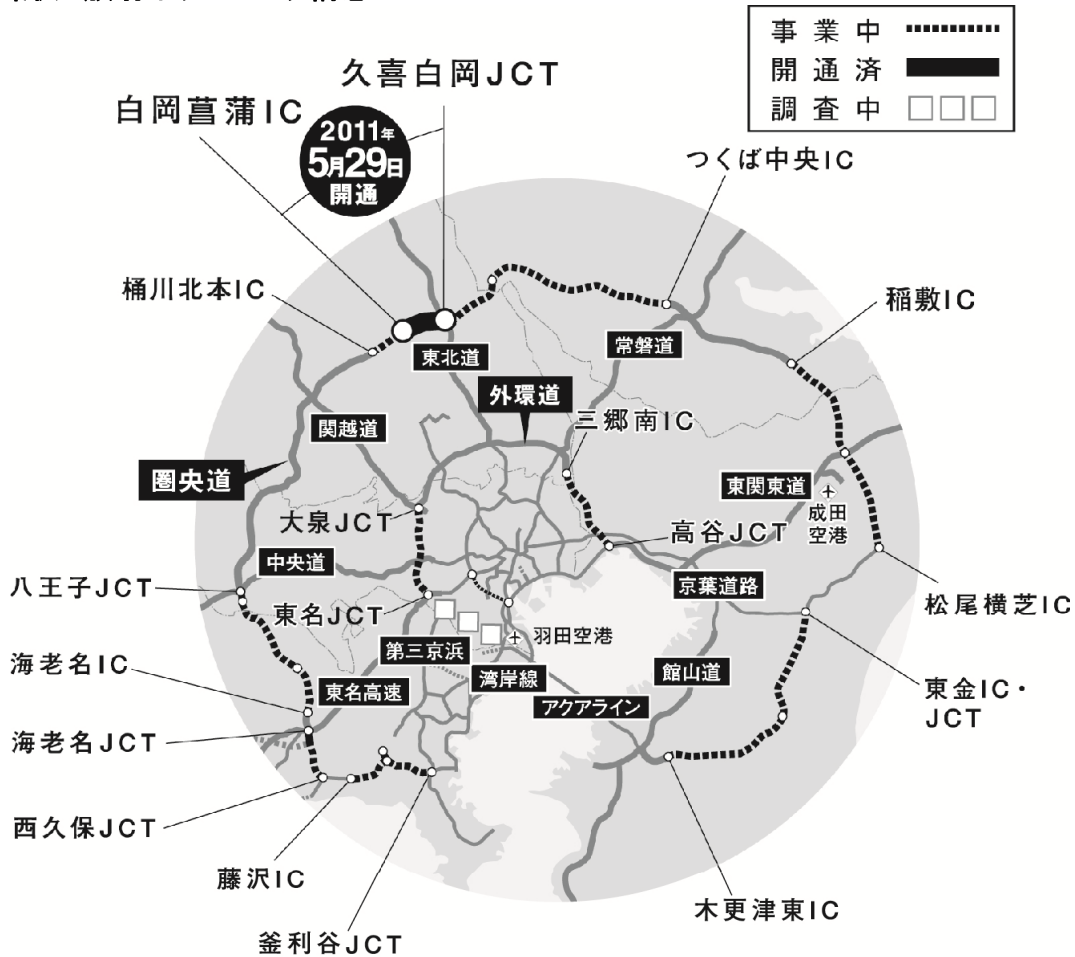 事業中
開通済
調査中
久喜白岡JCT
白岡菖蒲IC
2011年
5月29日
開通
つくば中央IC
桶川北本IC
稲敷IC
東北道
常磐道
外環道
三郷南IC
関越道
圏央道
東関東道
成田
空港
大泉JCT
高谷JCT
中央道
京葉道路
八王子JCT
東名JCT
松尾横芝IC
羽田空港
第三京浜
海老名IC
湾岸線
館山道
東名高速
アクアライン
東金IC・
JCT
海老名JCT
西久保JCT
藤沢IC
木更津東IC
釜利谷JCT